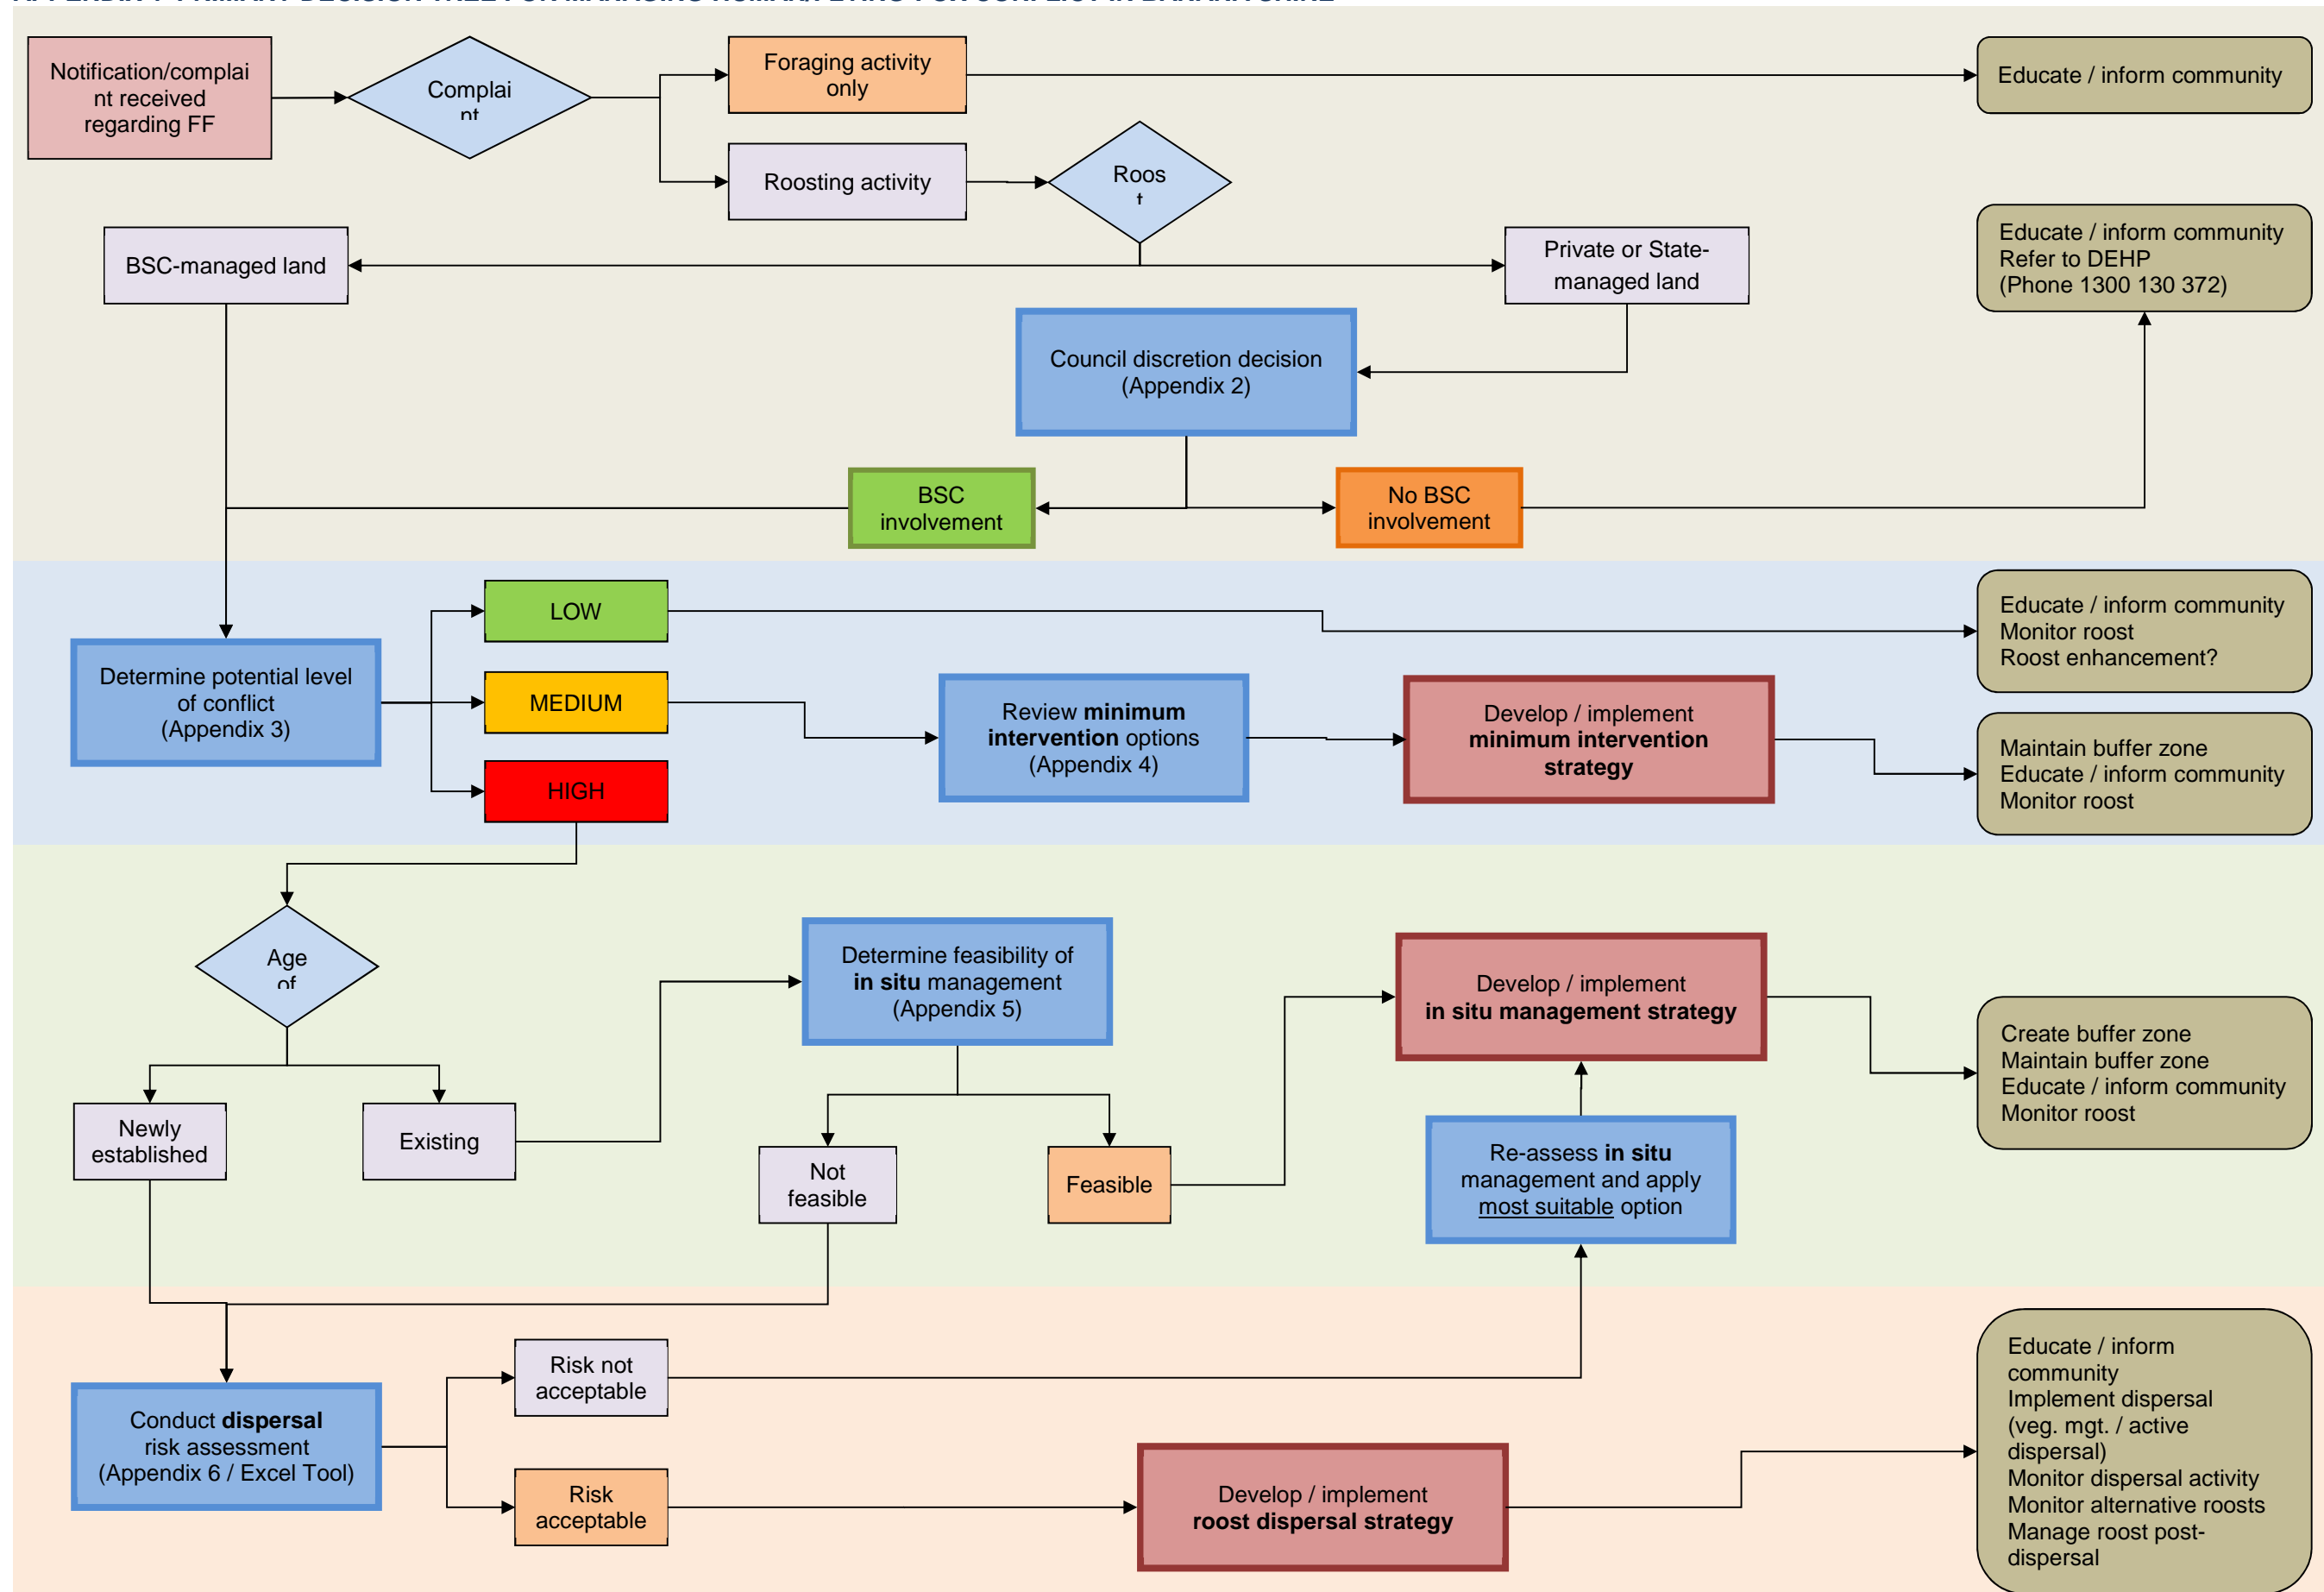 Notification/complai
nt received
regarding FF
Complai
nt
Foraging activity
only
Educate / inform community
Roosting activity
Roos
t
BSC-managed land
Private or State-
managed land
Educate / inform community
Refer to DEHP
(Phone 1300 130 372)
Council discretion decision
(Appendix 2)
BSC
involvement
No BSC
involvement
LOW
Educate / inform community
Monitor roost
Roost enhancement?
Determine potential level
of conflict
(Appendix 3)
MEDIUM
Review minimum
intervention options
(Appendix 4)
Develop / implement
minimum intervention
strategy
Maintain buffer zone
Educate / inform community
Monitor roost
HIGH
Age
of
Determine feasibility of
in situ management
(Appendix 5)
Develop / implement
in situ management strategy
Create buffer zone
Maintain buffer zone
Educate / inform community
Monitor roost
Newly
established
Existing
Not
feasible
Feasible
Re-assess in situ
management and apply
most suitable option
Risk not
acceptable
Conduct dispersal
risk assessment
(Appendix 6 / Excel Tool)
Risk
acceptable
Develop / implement
roost dispersal strategy
Educate / inform
community
Implement dispersal
(veg. mgt. / active
dispersal)
Monitor dispersal activity
Monitor alternative roosts
Manage roost post-
dispersal